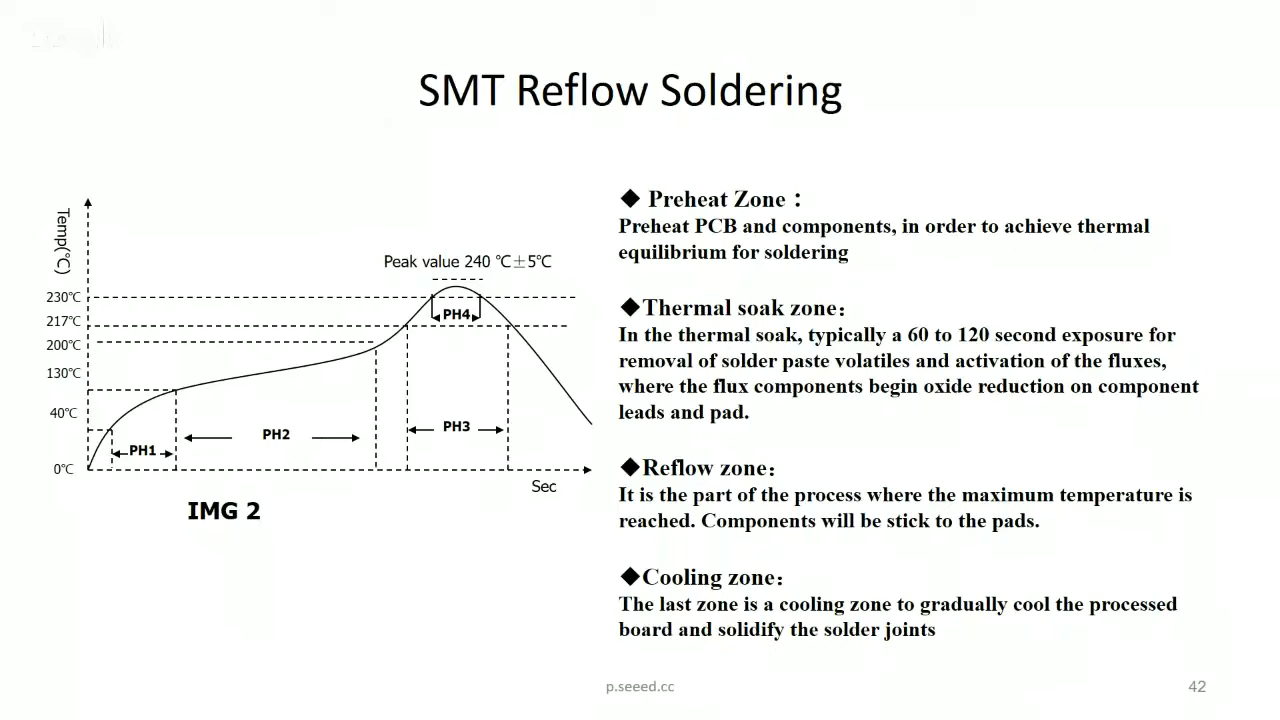 SMT Reflow Soldering
Temp(℃)
Peak value 240 ℃±5℃
230℃
217℃
200℃
130℃
40℃
0℃
PH4
PH3
PH2
PH1
Sec
IMG 2
◆ Preheat Zone：
Preheat PCB and components, in order to achieve thermal
equilibrium for soldering
◆Thermal soak zone：
In the thermal soak, typically a 60 to 120 second exposure for
removal of solder paste volatiles and activation of the fluxes,
where the flux components begin oxide reduction on component
leads and pad.
◆Reflow zone：
It is the part of the process where the maximum temperature is
reached. Components will be stick to the pads.
◆Cooling zone：
The last zone is a cooling zone to gradually cool the processed
board and solidify the solder joints
p.seeed.cc
42